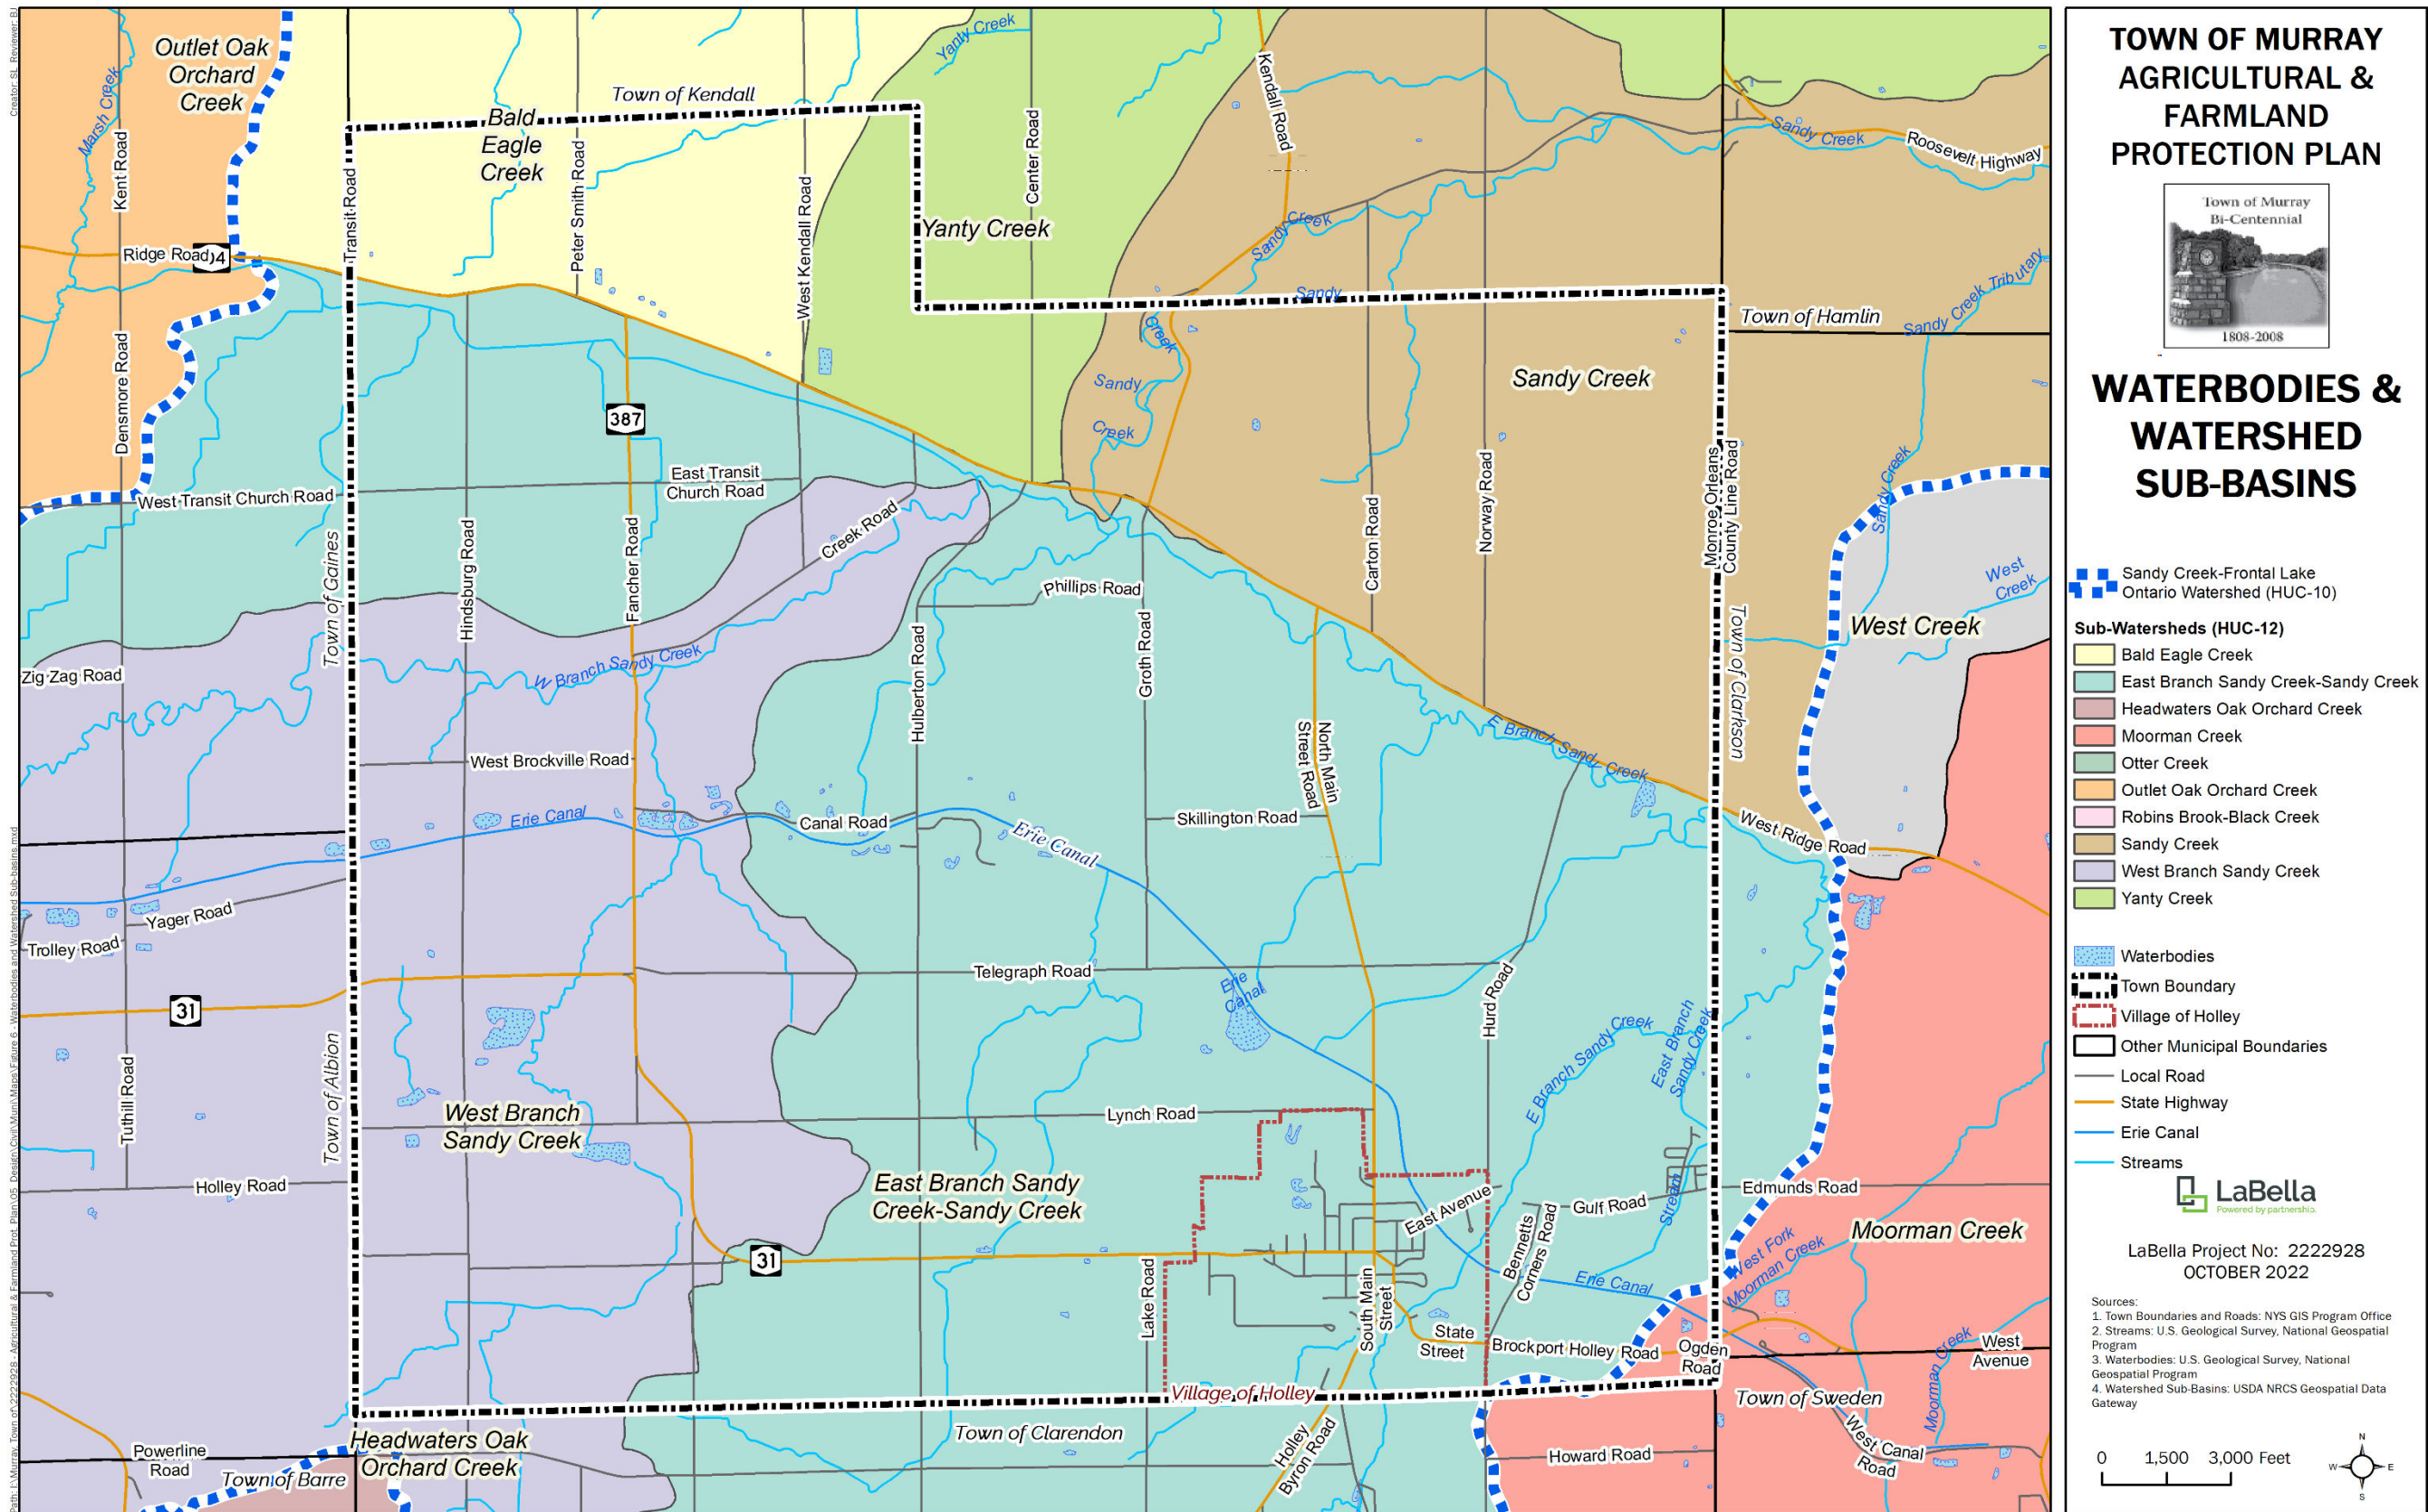 Creator: SL Reviewer: BJ
Outlet Oak
Orchard
Creek
Marsh Creek
Kent Road
Ridge Road
Densmore Road
West Transit Church Road
Zig Zag Road
Town of Gaines
Transit Road
Bald
Eagle
Creek
Town of Kendall
Peter Smith Road
West Kendall Road
Yanty Creek
Center Road
Yanty Creek
Kendall Road
Sandy Creek
Roosevelt Highway
Sandy
Creek
Sandy
Creek
Sandy
Creek
Sandy Creek
Town of Hamlin
Sandy Creek Tributary
387
East Transit
Church Road
Creek Road
Hindsburg Road
Fancher Road
W Branch Sandy Creek
Phillips Road
Hulberton Road
Groth Road
Carton Road
Norway Road
Monroe Orleans
County Line Road
Town of Clarkson
Sandy Creek
West
Creek
West Creek
West Brockville Road
Erie Canal
Canal Road
Erie Canal
Skillington Road
North Main
Street Road
E Branch Sandy Creek
West Ridge Road
Yager Road
Trolley Road
31
Tuthill Road
Town of Albion
Holley Road
Telegraph Road
Erie
Canal
Hurd Road
E Branch Sandy Creek
East Branch
Sandy Creek
West Branch
Sandy Creek
Lynch Road
East Branch Sandy
Creek-Sandy Creek
31
Lake Road
East Avenue
Bennetts
Corners Road
Gulf Road
Stream
Edmunds Road
Moorman Creek
West Fork
Moorman Creek
Erie Canal
South Main
Street
State
Street
Brockport Holley Road
Ogden
Road
West
Avenue
Moorman Creek
Village of Holley
Town of Sweden
Town of Clarendon
Holley
Byron Road
Howard Road
West Canal
Road
Headwaters Oak
Orchard Creek
Powerline
Road
Town of Barre
TOWN OF MURRAY
AGRICULTURAL &
FARMLAND
PROTECTION PLAN
Town of Murray
Bi-Centennial
1808-2008
WATERBODIES &
WATERSHED
SUB-BASINS
Sandy Creek-Frontal Lake
Ontario Watershed (HUC-10)
Sub-Watersheds (HUC-12)
Bald Eagle Creek
East Branch Sandy Creek-Sandy Creek
Headwaters Oak Orchard Creek
Moorman Creek
Otter Creek
Outlet Oak Orchard Creek
Robins Brook-Black Creek
Sandy Creek
West Branch Sandy Creek
Yanty Creek
Waterbodies
Town Boundary
Village of Holley
Other Municipal Boundaries
Local Road
State Highway
Erie Canal
Streams
LaBella
Powered by partnership.
LaBella Project No: 2222928
OCTOBER 2022
Sources:
1. Town Boundaries and Roads: NYS GIS Program Office
2. Streams: U.S. Geological Survey, National Geospatial
Program
3. Waterbodies: U.S. Geological Survey, National
Geospatial Program
4. Watershed Sub-Basins: USDA NRCS Geospatial Data
Gateway
0 1,500 3,000 Feet
N
W E
S